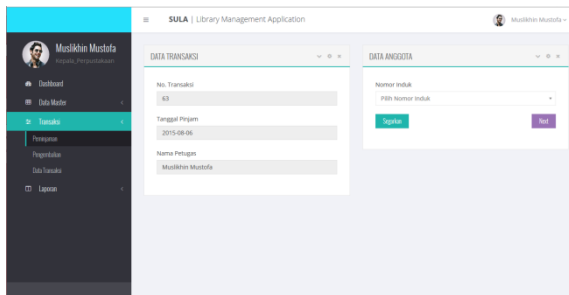 SULA | Library Management Application
Muslikhin Mustofa
Muslikhin Mustofa
Kepala_Perpustakaan
Dashboard
Data Master
Transaksi
Peminjaman
Pengembalian
Data Transaksi
Laporan
DATA TRANSAKSI
No. Transaksi
63
Tanggal Pinjam
2015-08-06
Nama Petugas
Muslikhin Mustofa
DATA ANGGOTA
Nomor Induk
Pilih Nomor Induk
Segarkan
Next